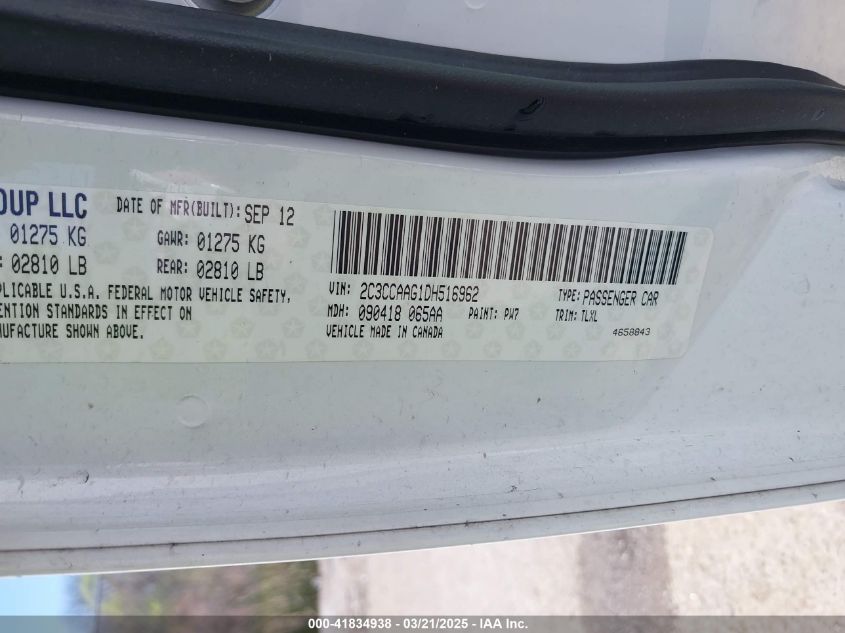 OUP LLC DATE OF MFR(BUILT): SEP 12
01275 KG GAWR: 01275 KG
: 02810 LB REAR: 02810 LB
PLICABLE U.S.A. FEDERAL MOTOR VEHICLE SAFETY,
ENTION STANDARDS IN EFFECT ON
NUFACTURE SHOWN ABOVE.
VIN: 2C3CCAAG1DH516962 TYPE: PASSENGER CAR
MDH: 090418 065AA PAINT: PW7 TRIM: TLXL
VEHICLE MADE IN CANADA 4658843
000-41834938 - 03/21/2025 - IAA Inc.